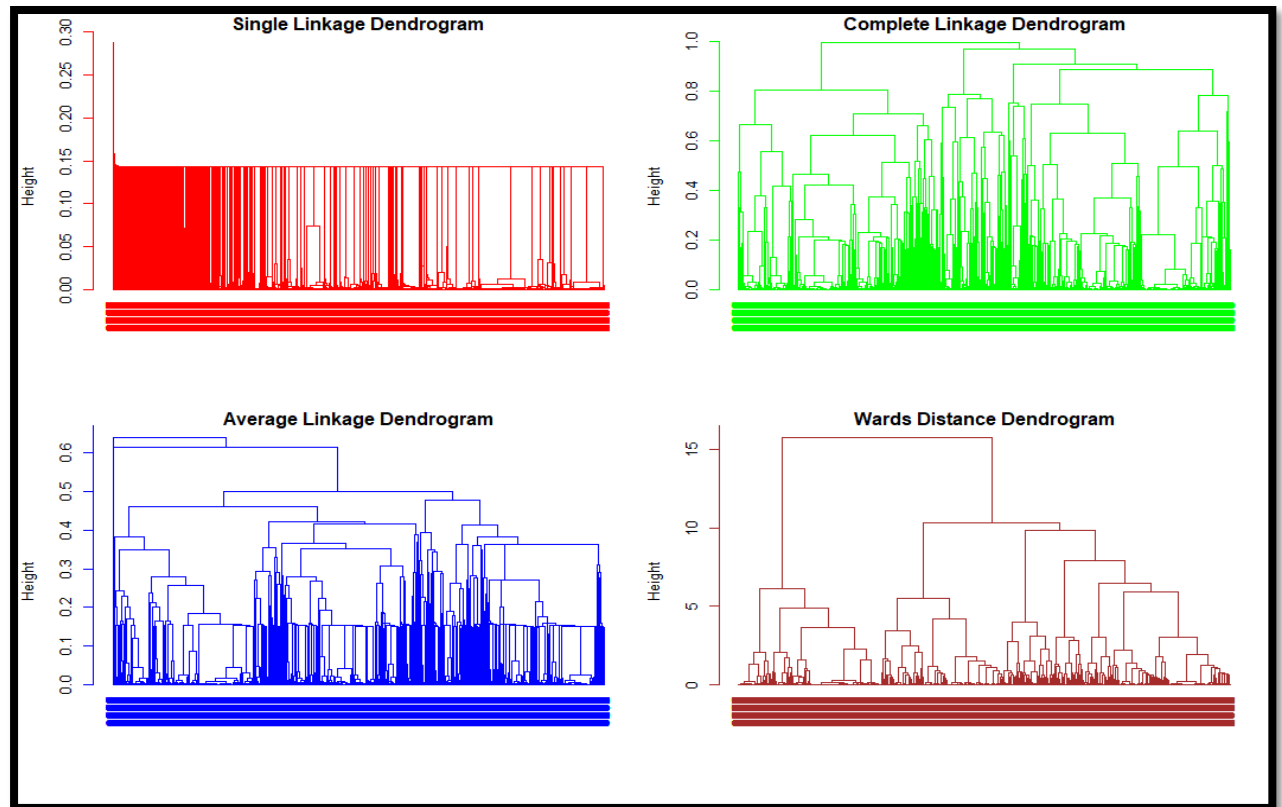 Single Linkage Dendrogram
Height
0.00 0.05 0.10 0.15 0.20 0.25 0.30
Complete Linkage Dendrogram
Height
0.0 0.2 0.4 0.6 0.8 1.0
Average Linkage Dendrogram
Height
0.0 0.1 0.2 0.3 0.4 0.5 0.6
Wards Distance Dendrogram
Height
0 5 10 15